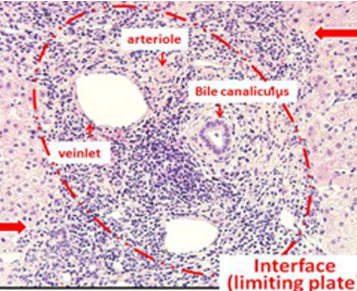 arteriole
Bile canaliculus
veinlet
Interface
(limiting plate